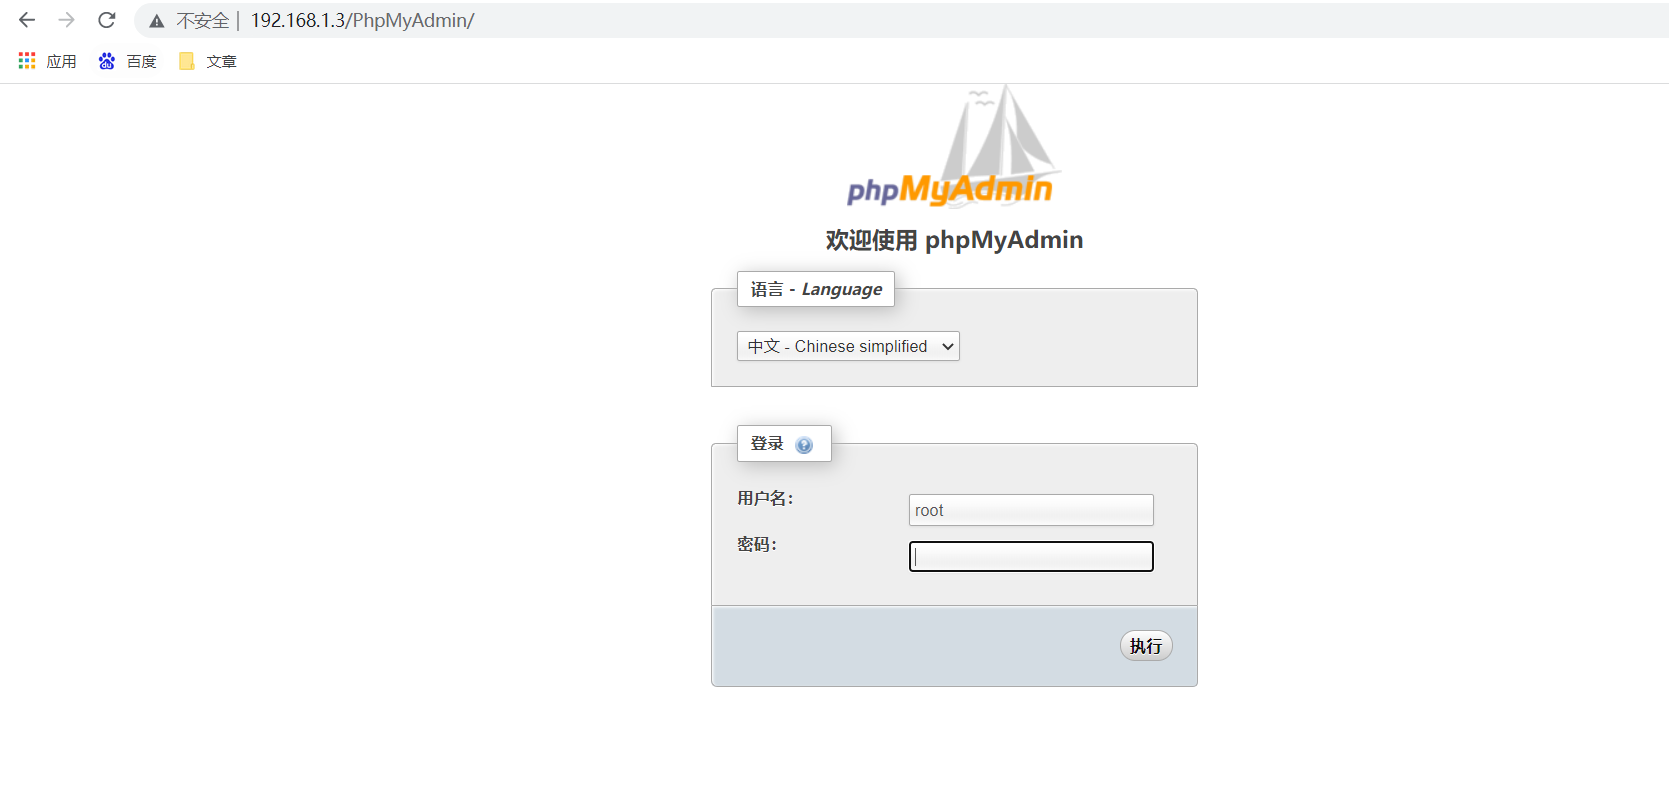 不安全 | 192.168.1.3/PhpMyAdmin/
应用 百度 文章
phpMyAdmin
欢迎使用 phpMyAdmin
语言 - Language
中文 - Chinese simplified
登录
用户名：
root
密码：
执行